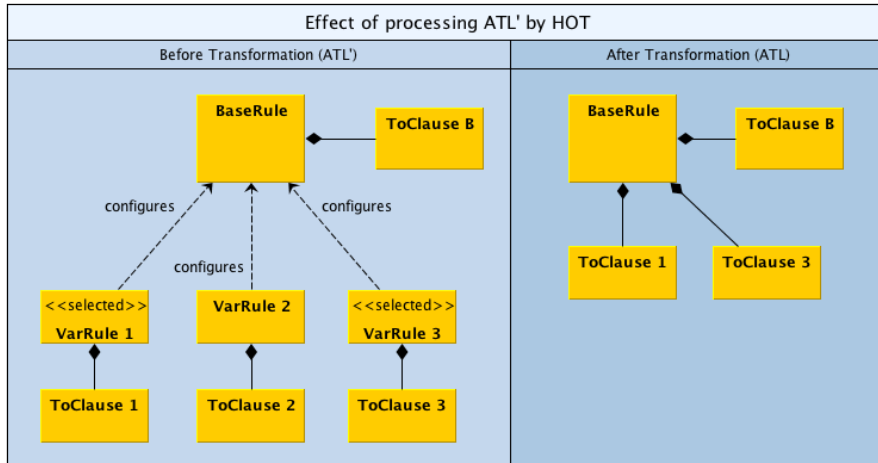 Effect of processing ATL' by HOT
Before Transformation (ATL')
After Transformation (ATL)
BaseRule
ToClause B
configures
configures
configures
<<selected>>
VarRule 1
VarRule 2
<<selected>>
VarRule 3
ToClause 1
ToClause 2
ToClause 3
BaseRule
ToClause B
ToClause 1
ToClause 3